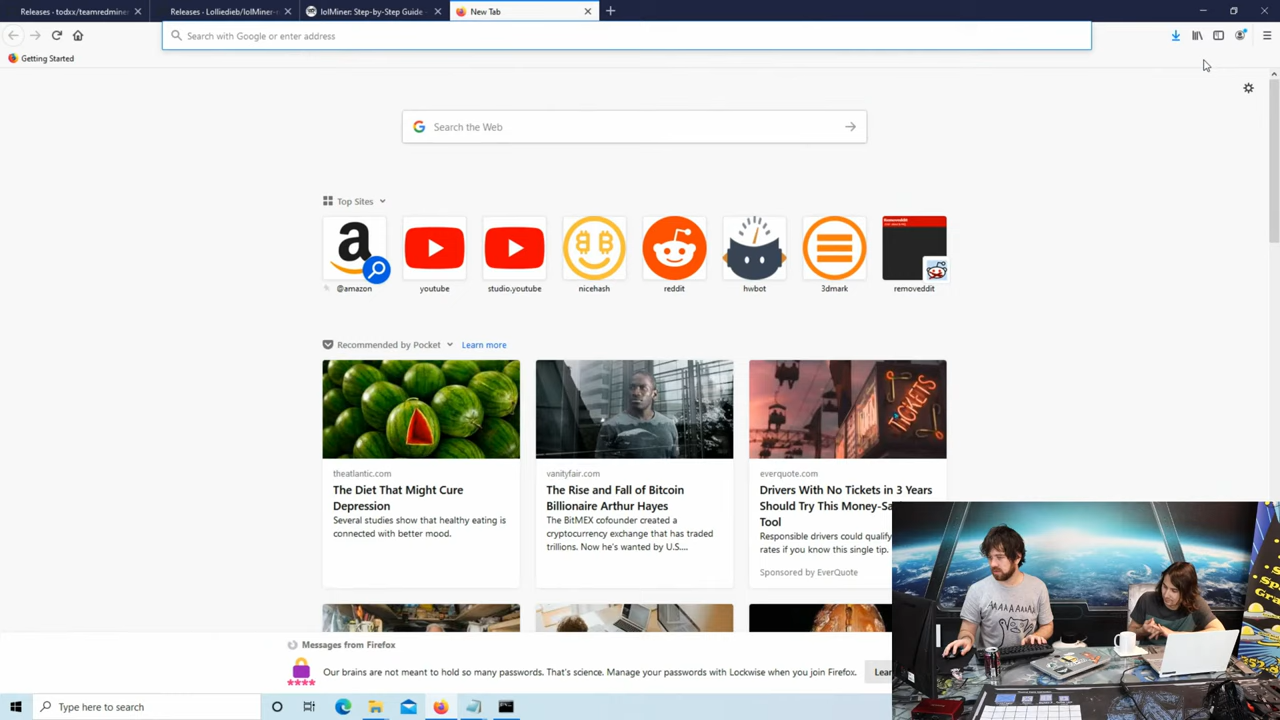 Releases · todxx/teamredmine
Releases · Lolliedieb/lolMiner-
lolMiner: Step-by-Step Guide
New Tab
Search with Google or enter address
Getting Started
Search the Web
Top Sites
@amazon
youtube
studio.youtube
nicehash
reddit
hwbot
3dmark
removeddit
Recommended by Pocket
Learn more
theatlantic.com
The Diet That Might Cure
Depression
Several studies show that healthy eating is
connected with better mood.
vanityfair.com
The Rise and Fall of Bitcoin
Billionaire Arthur Hayes
The BitMEX cofounder created a
cryptocurrency exchange that has traded
trillions. Now he's wanted by U.S....
everquote.com
Drivers With No Tickets in 3 Years
Should Try This Money-Sa
Tool
Responsible drivers could qualify
rates if you know this single tip.
Sponsored by EverQuote
TICKETS
Messages from Firefox
Our brains are not meant to hold so many passwords. That's science. Manage your passwords with Lockwise when you join Firefox.
Lear
Type here to search
AAAAAAA